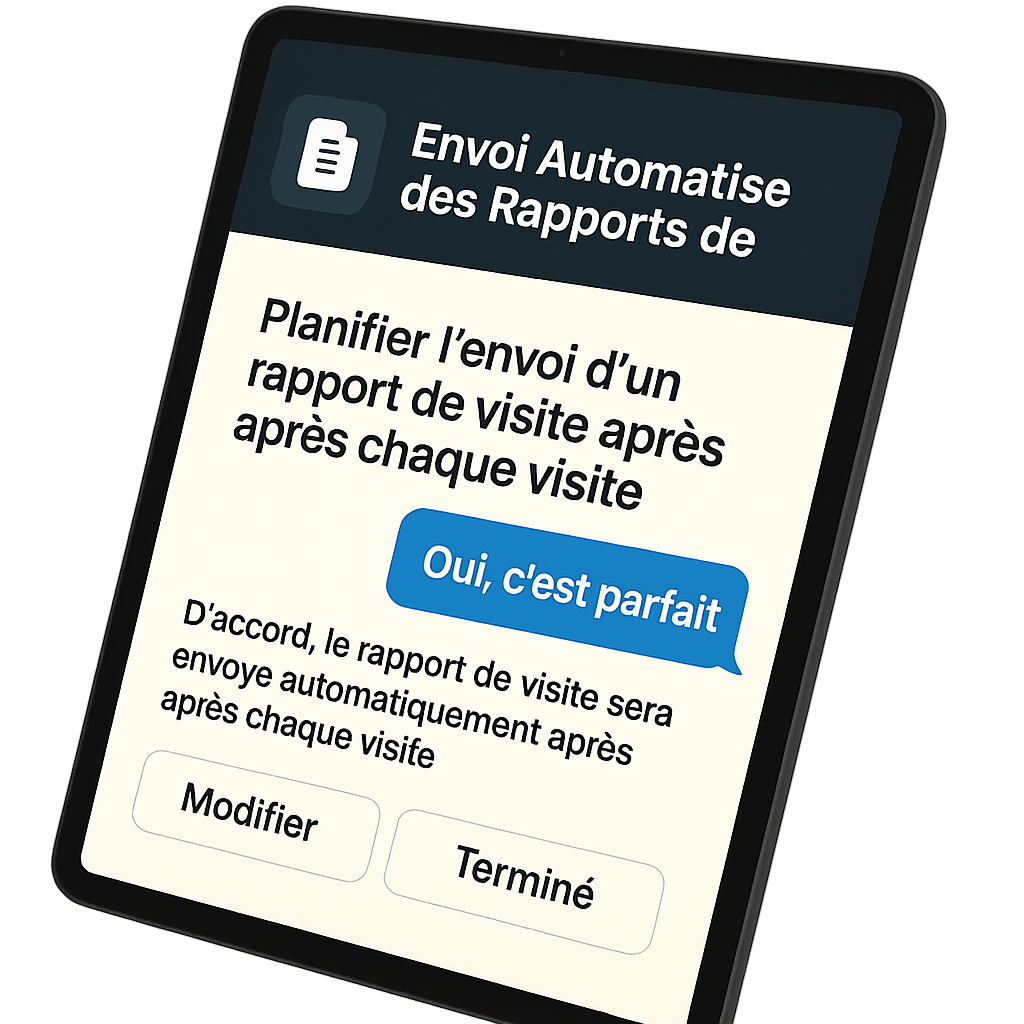 Envoi Automatise
des Rapports de
Planifier l'envoi d'un
rapport de visite après
après chaque visite
Oui, c'est parfait
D'accord, le rapport de visite sera
envoye automatiquement après
après chaque visife
Modifier
Terminé